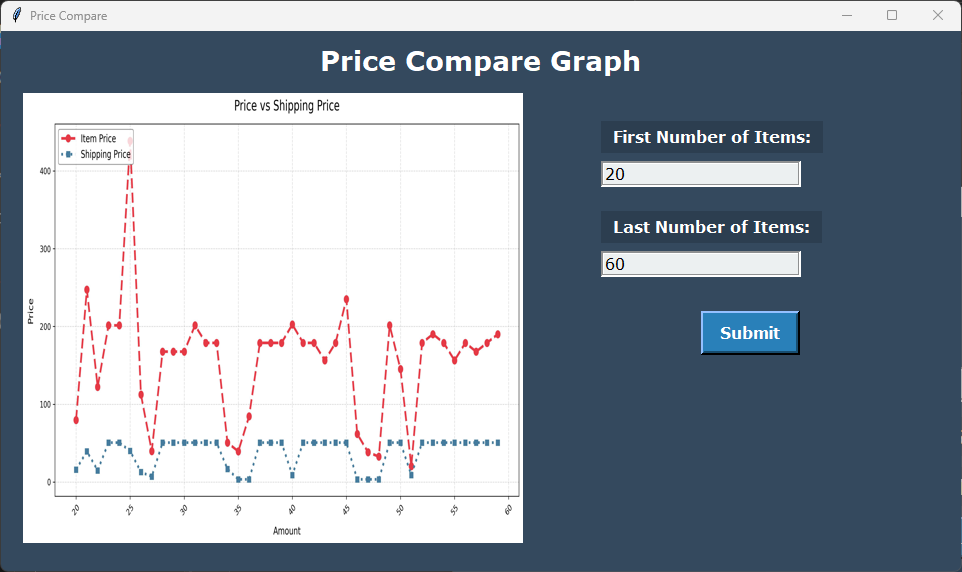 Price Compare
Price Compare Graph
Price vs Shipping Price
Item Price
Shipping Price
400
300
200
100
0
Price
20
25
30
35
40
45
50
55
60
Amount
First Number of Items:
20
Last Number of Items:
60
Submit